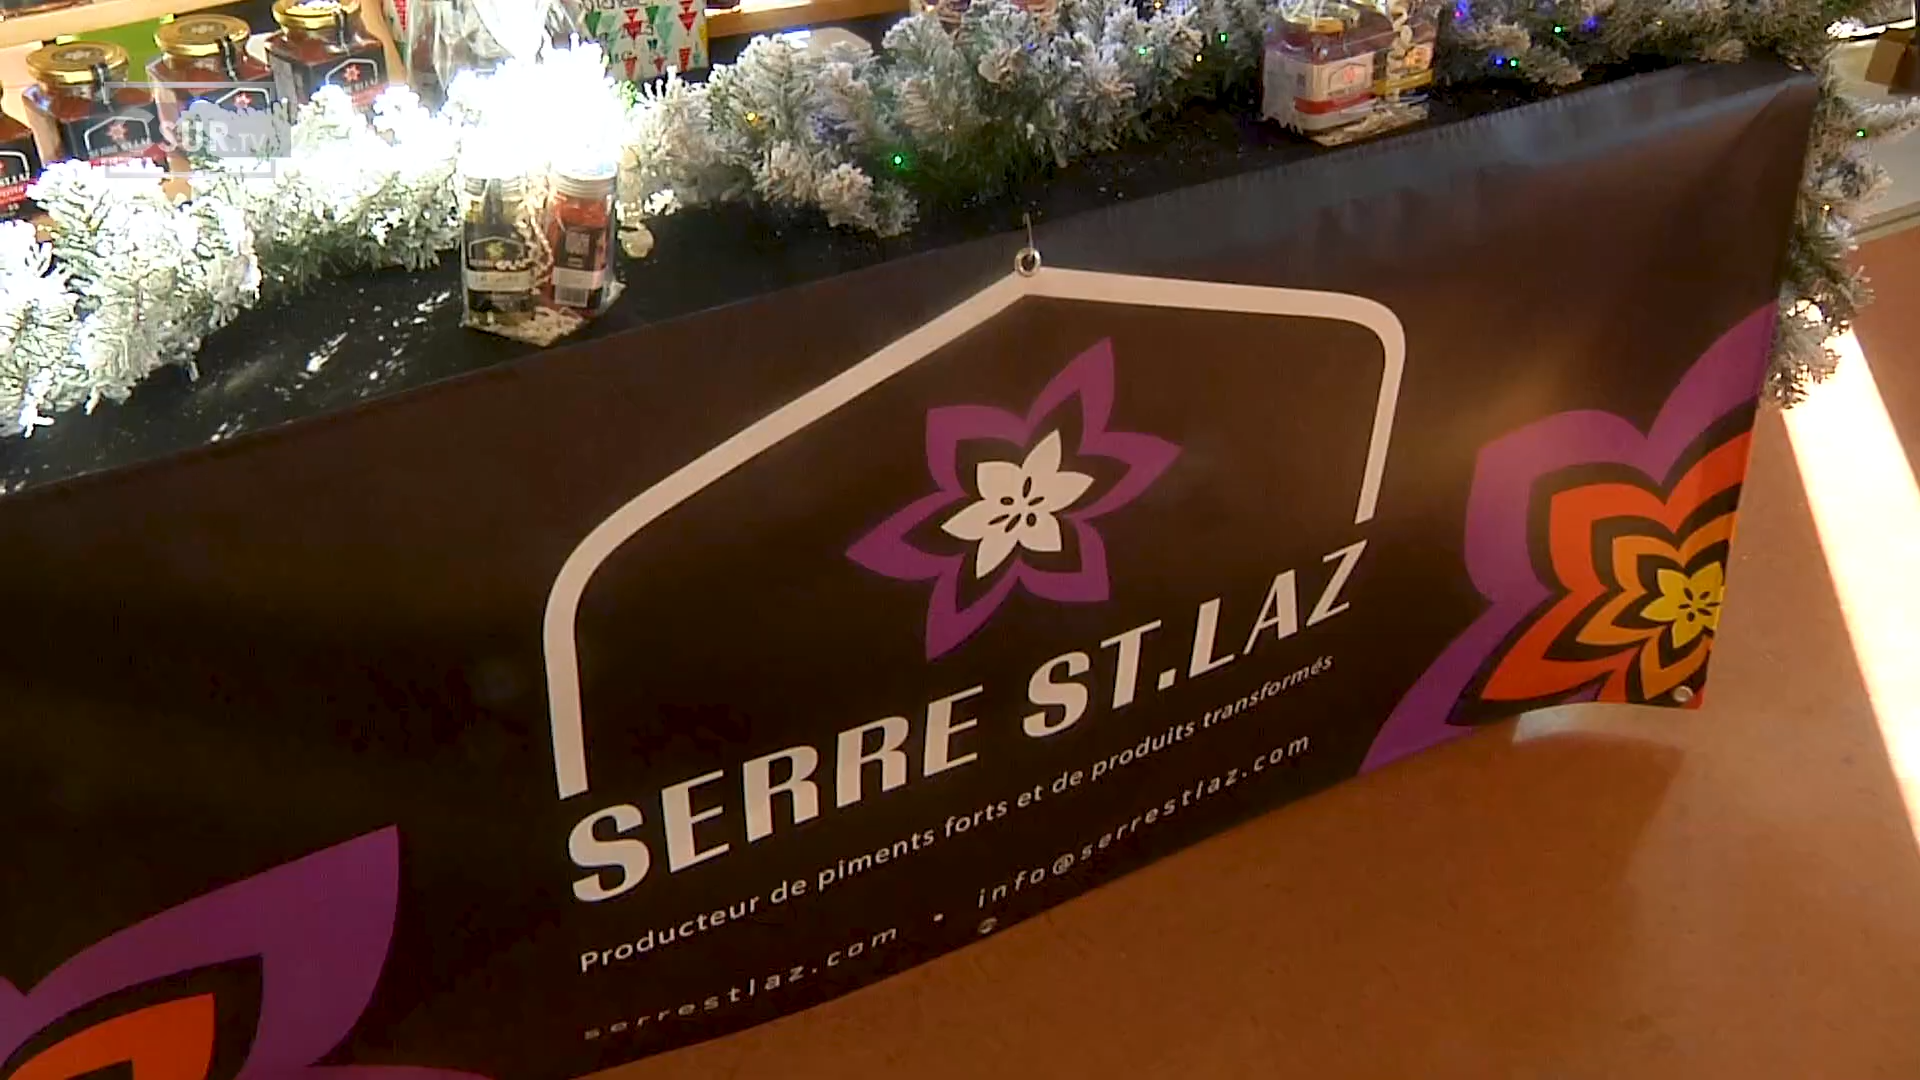 SUR.TV
SERRE ST.LAZ
Producteur de piments forts et de produits transformés
serrestlaz.com • info@serrestlaz.com